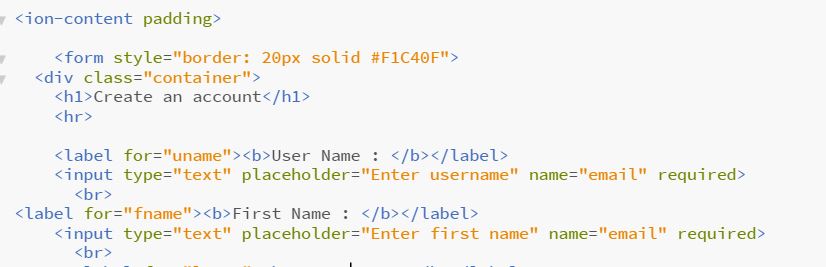 <ion-content padding>
<form style="border: 20px solid #F1C40F">
<div class="container">
<h1>Create an account</h1>
<hr>
<label for="uname"><b>User Name : </b></label>
<input type="text" placeholder="Enter username" name="email" required>
<br>
<label for="fname"><b>First Name : </b></label>
<input type="text" placeholder="Enter first name" name="email" required>
<br>